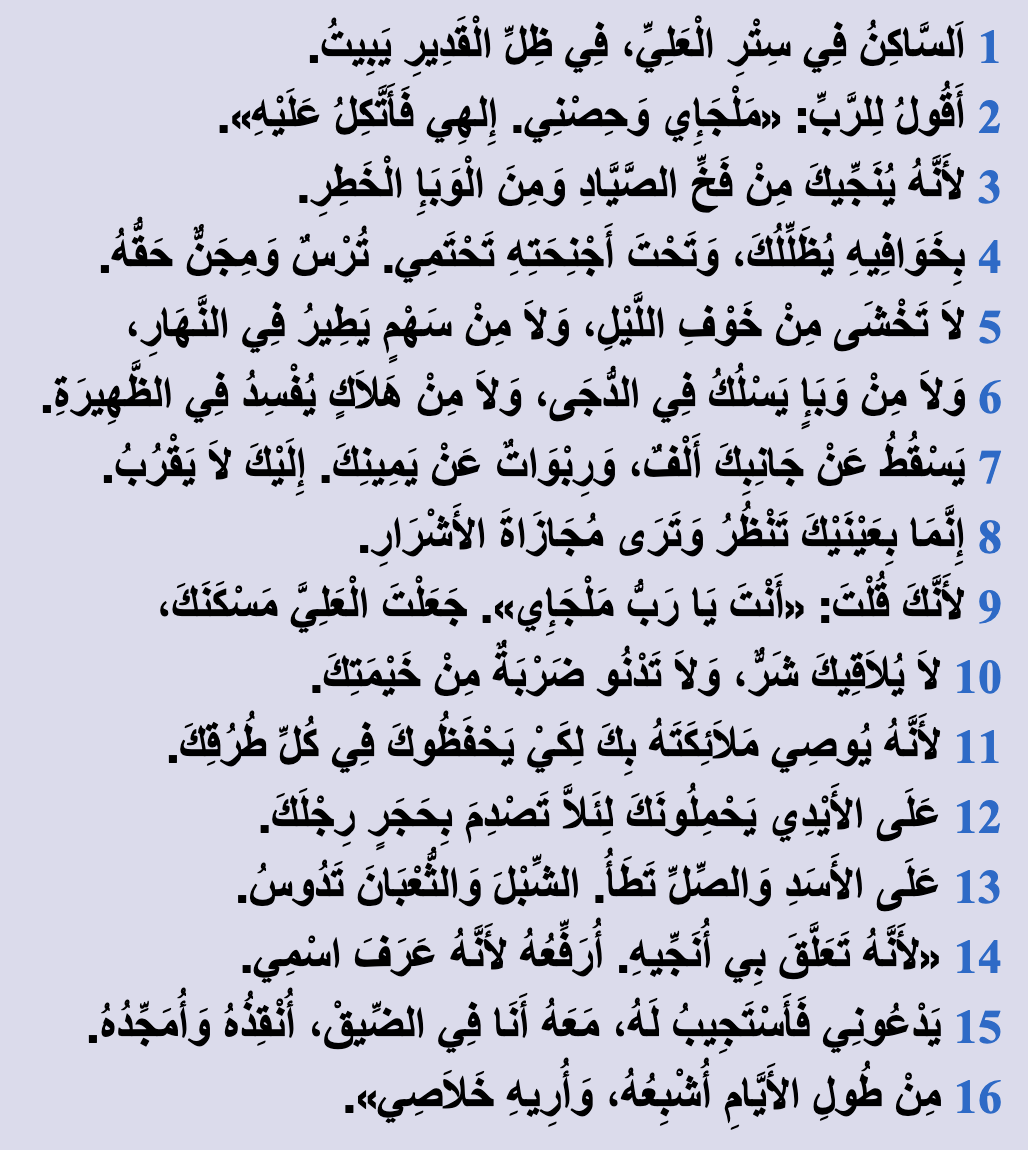 1 اَلسَّاكِنُ فِي سِتْرِ الْعَلِيِّ، فِي ظِلِّ الْقَدِيرِ يَبِيتُ.
2 أَقُولُ لِلرَّبِّ: «مَلْجَإِي وَحِصْنِي. إِلهِي فَأَتَّكِلُ عَلَيْهِ».
3 لأَنَّهُ يُنَجِّيكَ مِنْ فَخِّ الصَّيَّادِ وَمِنَ الْوَبَإِ الْخَطِرِ.
4 بِخَوَافِيهِ يُظَلِّلُكَ، وَتَحْتَ أَجْنِحَتِهِ تَحْتَمِي. تُرْسٌ وَمِجَنٌّ حَقُّهُ.
5 لاَ تَخْشَى مِنْ خَوْفِ اللَّيْلِ، وَلاَ مِنْ سَهْمٍ يَطِيرُ فِي النَّهَارِ،
6 وَلاَ مِنْ وَبَإٍ يَسْلُكُ فِي الدُّجَى، وَلاَ مِنْ هَلاَكٍ يُفْسِدُ فِي الظَّهِيرَةِ.
7 يَسْقُطُ عَنْ جَانِبِكَ أَلْفٌ، وَرِبْوَاتٌ عَنْ يَمِينِكَ. إِلَيْكَ لاَ يَقْرُبُ.
8 إِنَّمَا بِعَيْنَيْكَ تَنْظُرُ وَتَرَى مُجَازَاةَ الأَشْرَارِ.
9 لأَنَّكَ قُلْتَ: «أَنْتَ يَا رَبُّ مَلْجَإِي». جَعَلْتَ الْعَلِيَّ مَسْكَنَكَ،
10 لاَ يُلاَقِيكَ شَرٌّ، وَلاَ تَدْنُو ضَرْبَةٌ مِنْ خَيْمَتِكَ.
11 لأَنَّهُ يُوصِي مَلاَئِكَتَهُ بِكَ لِكَيْ يَحْفَظُوكَ فِي كُلِّ طُرُقِكَ.
12 عَلَى الأَيْدِي يَحْمِلُونَكَ لِئَلاَّ تَصْدِمَ بِحَجَرٍ رِجْلَكَ.
13 عَلَى الأَسَدِ وَالصِّلِّ تَطَأُ. الشِّبْلَ وَالثُّعْبَانَ تَدُوسُ.
14 «لأَنَّهُ تَعَلَّقَ بِي أُنَجِّيهِ. أُرَفِّعُهُ لأَنَّهُ عَرَفَ اسْمِي.
15 يَدْعُونِي فَأَسْتَجِيبُ لَهُ، مَعَهُ أَنَا فِي الضِّيقْ، أُنْقِذُهُ وَأُمَجِّدُهُ.
16 مِنْ طُولِ الأَيَّامِ أُشْبِعُهُ، وَأُرِيهِ خَلاَصِي».